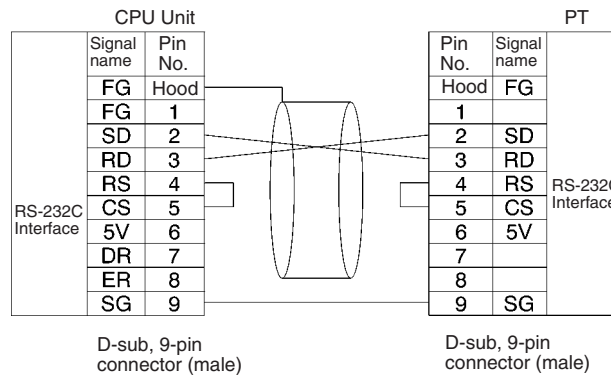 CPU Unit
PT
Signal name Pin No.
FG Hood
FG 1
SD 2
RD 3
RS 4
CS 5
5V 6
DR 7
ER 8
SG 9
RS-232C Interface
D-sub, 9-pin
connector (male)
Pin No. Signal name
Hood FG
1
2 SD
3 RD
4 RS
5 CS
6 5V
7
8
9 SG
RS-232C
Interface
D-sub, 9-pin
connector (male)